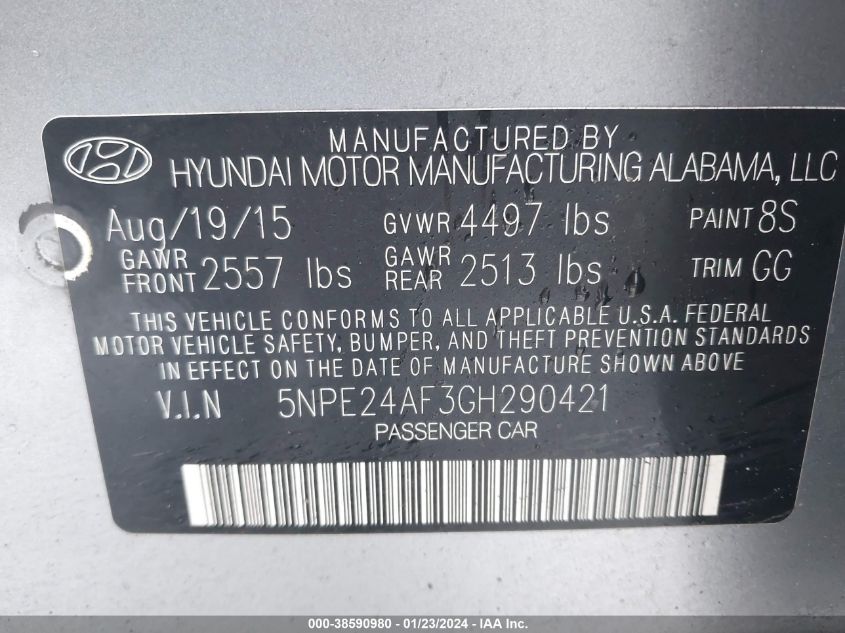 MANUFACTURED BY
HYUNDAI MOTOR MANUFACTURING ALABAMA, LLC
Aug/19/15 GVWR 4497 lbs PAINT 8S
GAWR FRONT 2557 lbs GAWR REAR 2513 lbs TRIM GG
THIS VEHICLE CONFORMS TO ALL APPLICABLE U.S.A. FEDERAL
MOTOR VEHICLE SAFETY, BUMPER, AND THEFT PREVENTION STANDARDS
IN EFFECT ON THE DATE OF MANUFACTURE SHOWN ABOVE
V.I.N 5NPE24AF3GH290421
PASSENGER CAR
000-38590980 - 01/23/2024 - IAAI.COM